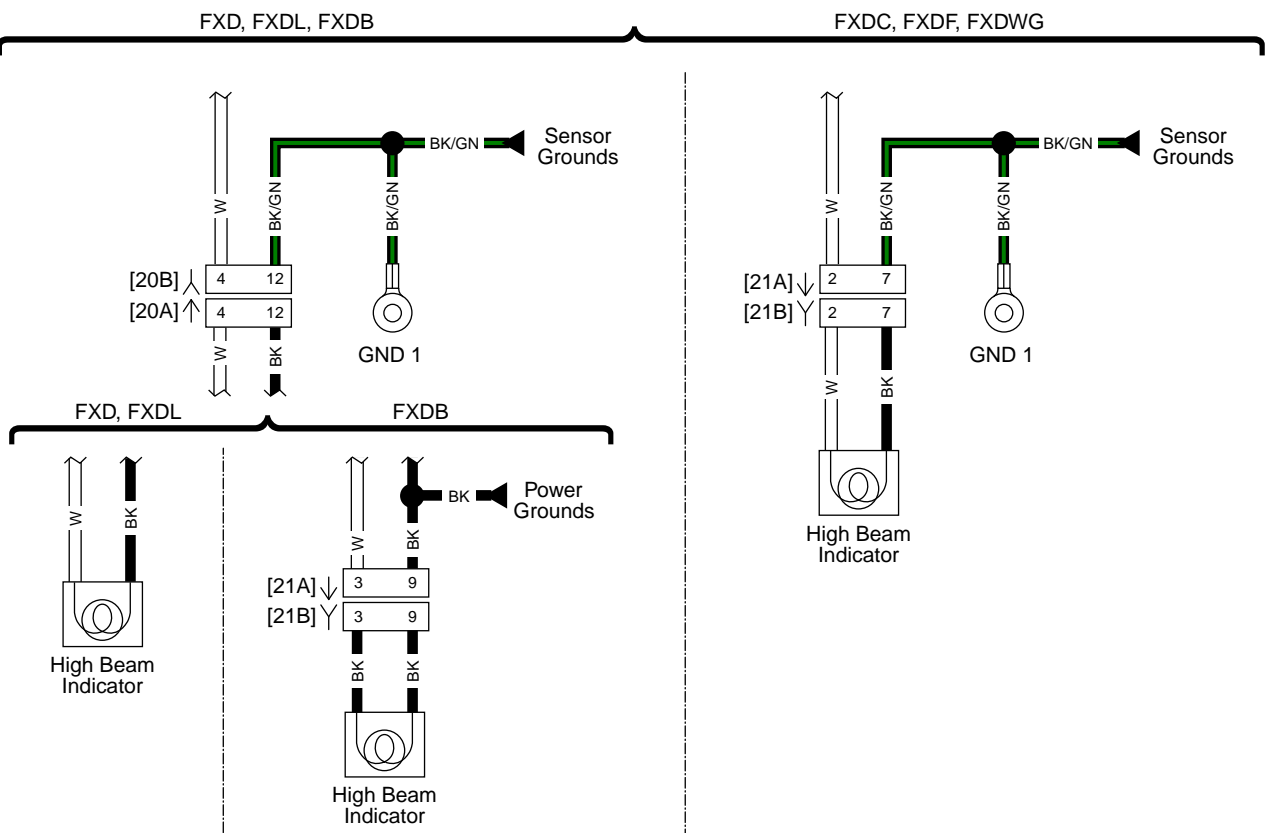 FXD, FXDL, FXDB
FXDC, FXDF, FXDWG
BK/GN
Sensor
Grounds
W
BK/GN
BK/GN
[20B]
4
12
[20A]
4
12
GND 1
W
BK
BK/GN
Sensor
Grounds
W
BK/GN
BK/GN
[21A]
2
7
[21B]
2
7
GND 1
W
BK
High Beam
Indicator
FXD, FXDL
FXDB
W
BK
High Beam
Indicator
BK
Power
Grounds
W
BK
[21A]
3
9
[21B]
3
9
BK
BK
High Beam
Indicator